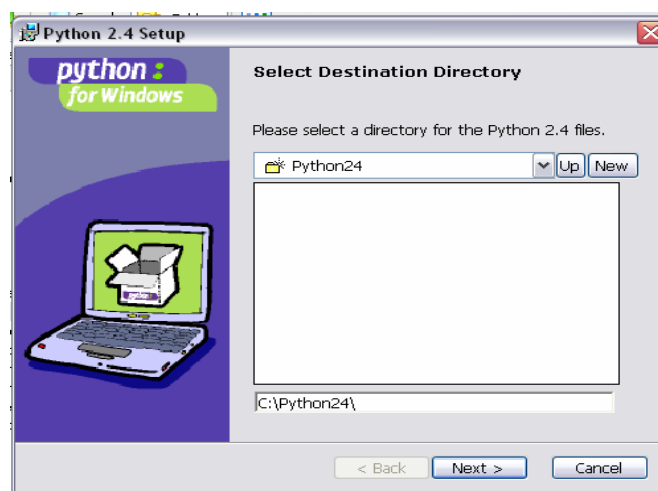 Python 2.4 Setup
python
for Windows
Select Destination Directory
Please select a directory for the Python 2.4 files.
Python24
Up
New
python
C:\Python24\
< Back
Next >
Cancel